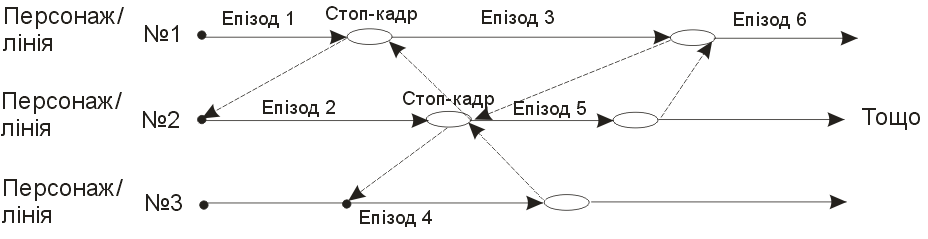 Персонаж/
лінія
№1
Епізод 1
Стоп-кадр
Епізод 3
Епізод 6
Персонаж/
лінія
№2
Епізод 2
Стоп-кадр
Епізод 5
Тощо
Персонаж/
лінія
№3
Епізод 4